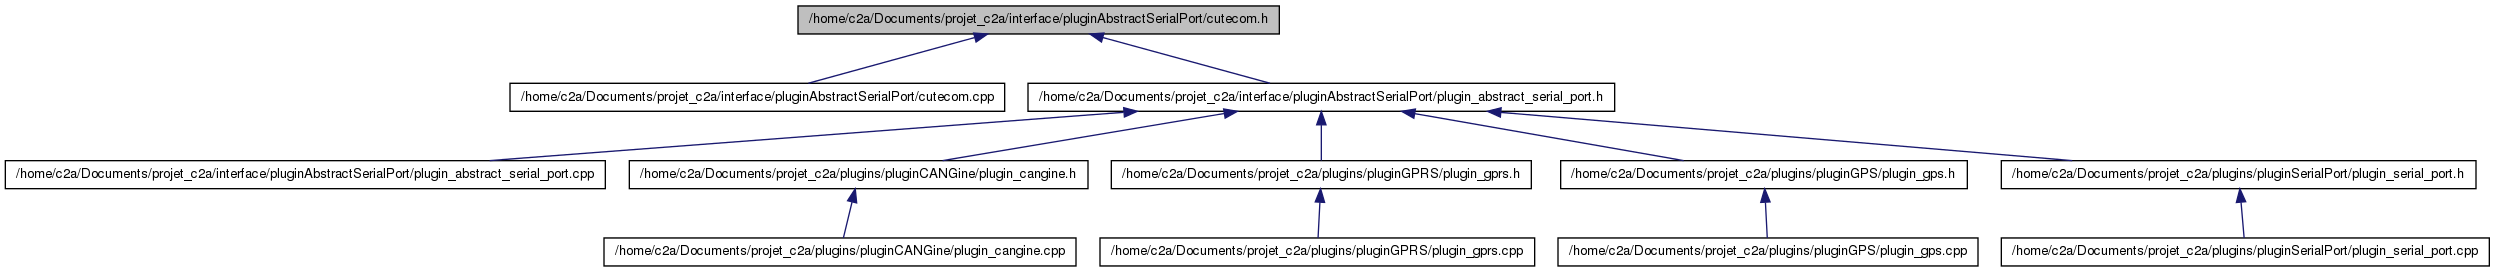 /home/c2a/Documents/projet_c2a/interface/pluginAbstractSerialPort/cutecom.h
/home/c2a/Documents/projet_c2a/interface/pluginAbstractSerialPort/cutecom.cpp
/home/c2a/Documents/projet_c2a/interface/pluginAbstractSerialPort/plugin_abstract_serial_port.h
/home/c2a/Documents/projet_c2a/interface/pluginAbstractSerialPort/plugin_abstract_serial_port.cpp
/home/c2a/Documents/projet_c2a/plugins/pluginCANGine/plugin_cangine.h
/home/c2a/Documents/projet_c2a/plugins/pluginGPRS/plugin_gprs.h
/home/c2a/Documents/projet_c2a/plugins/pluginGPS/plugin_gps.h
/home/c2a/Documents/projet_c2a/plugins/pluginSerialPort/plugin_serial_port.h
/home/c2a/Documents/projet_c2a/plugins/pluginCANGine/plugin_cangine.cpp
/home/c2a/Documents/projet_c2a/plugins/pluginGPRS/plugin_gprs.cpp
/home/c2a/Documents/projet_c2a/plugins/pluginGPS/plugin_gps.cpp
/home/c2a/Documents/projet_c2a/plugins/pluginSerialPort/plugin_serial_port.cpp